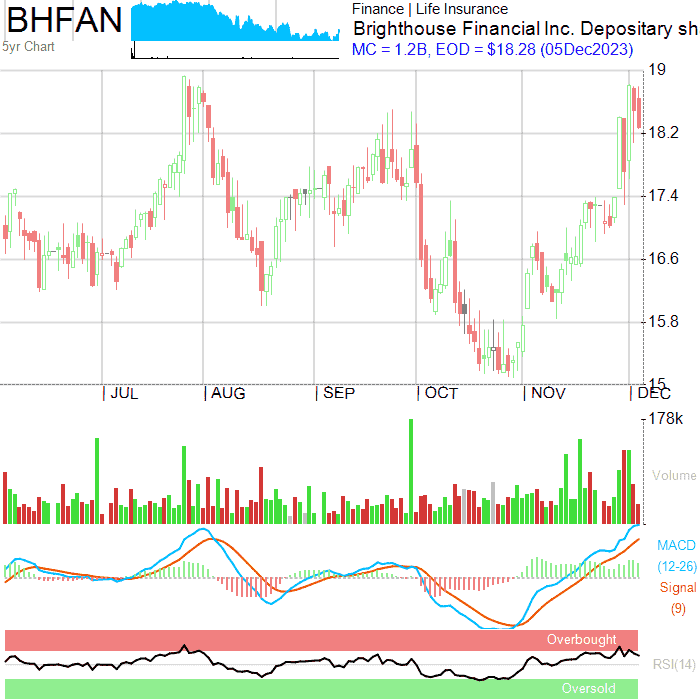 BHFAN
5yr Chart
Finance | Life Insurance
Brighthouse Financial Inc. Depositary sh
MC = 1.2B, EOD = $18.28 (05Dec2023)
19
18.2
17.4
16.6
15.8
15
JUL AUG SEP OCT NOV DEC
178k
Volume
MACD
(12-26)
Signal
(9)
Overbought
RSI(14)
Oversold